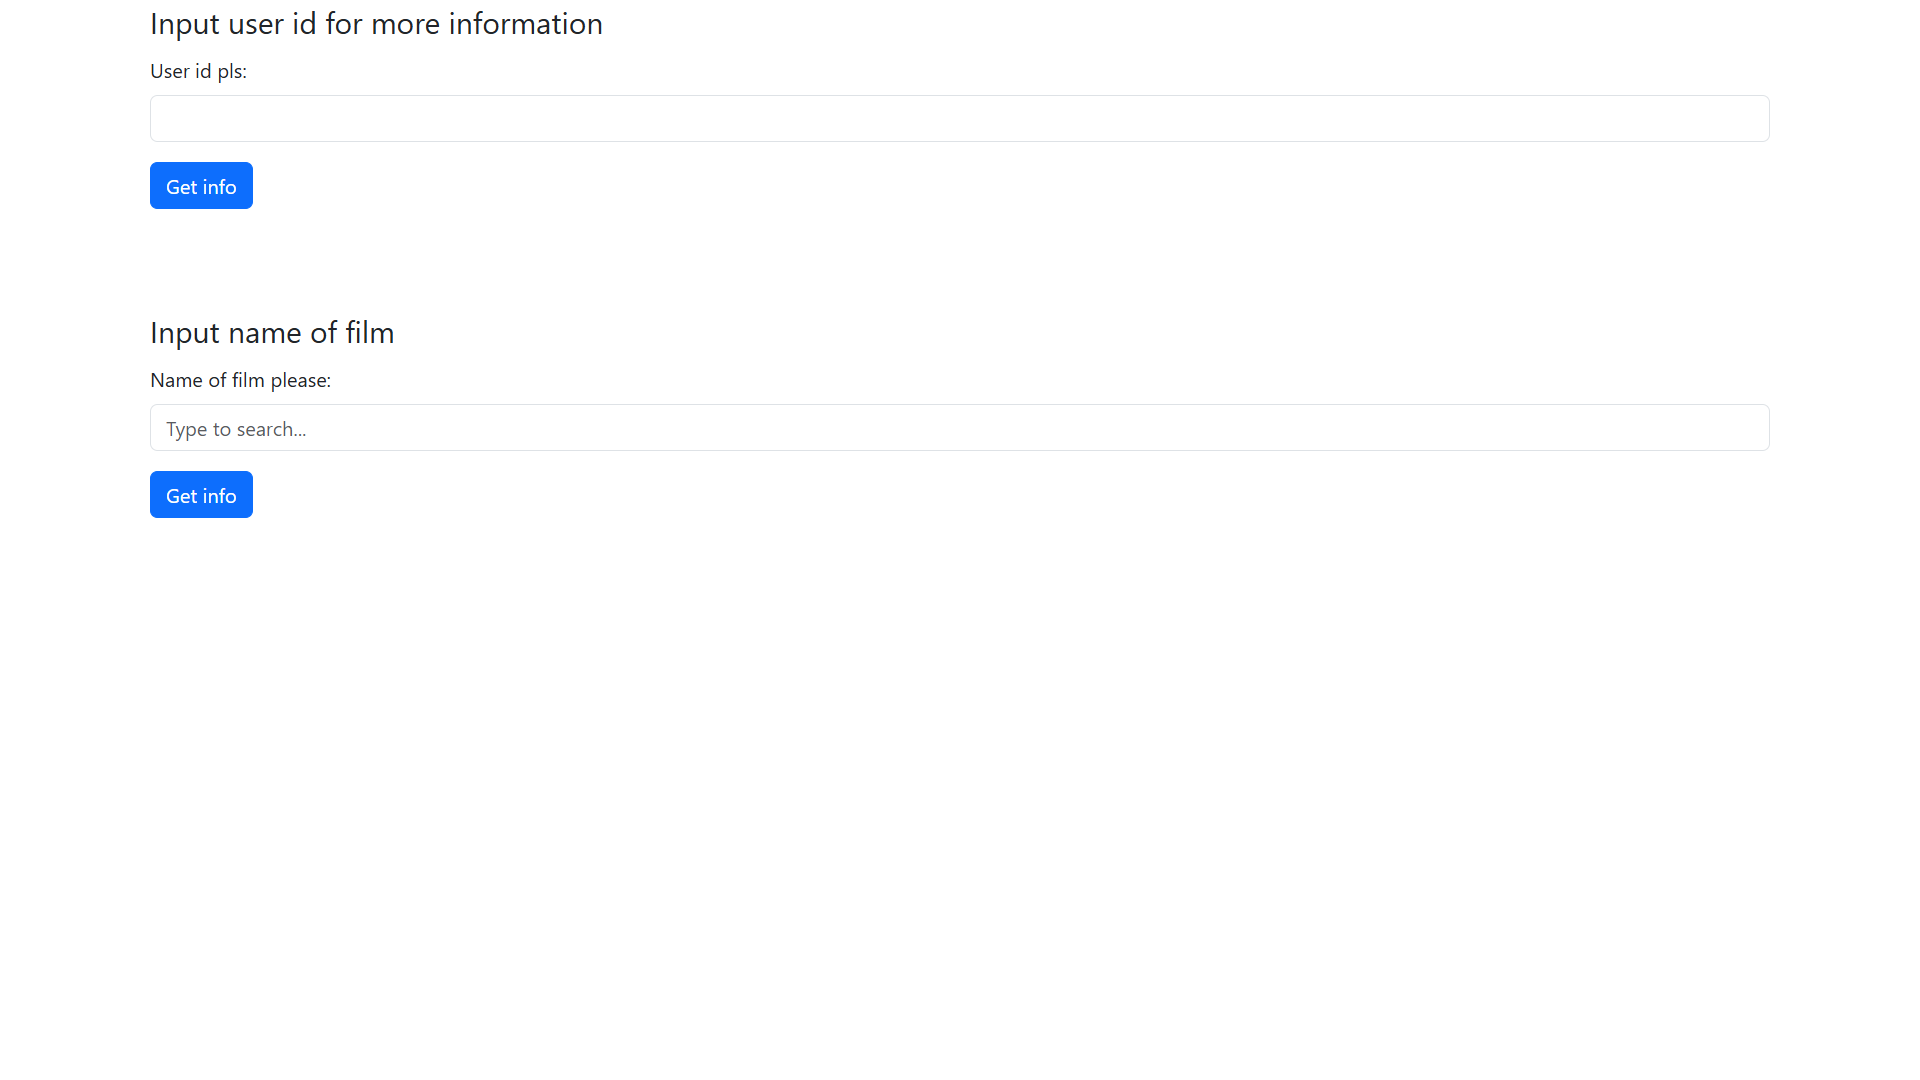 Input user id for more information
User id pls:
Get info
Input name of film
Name of film please:
Type to search...
Get info